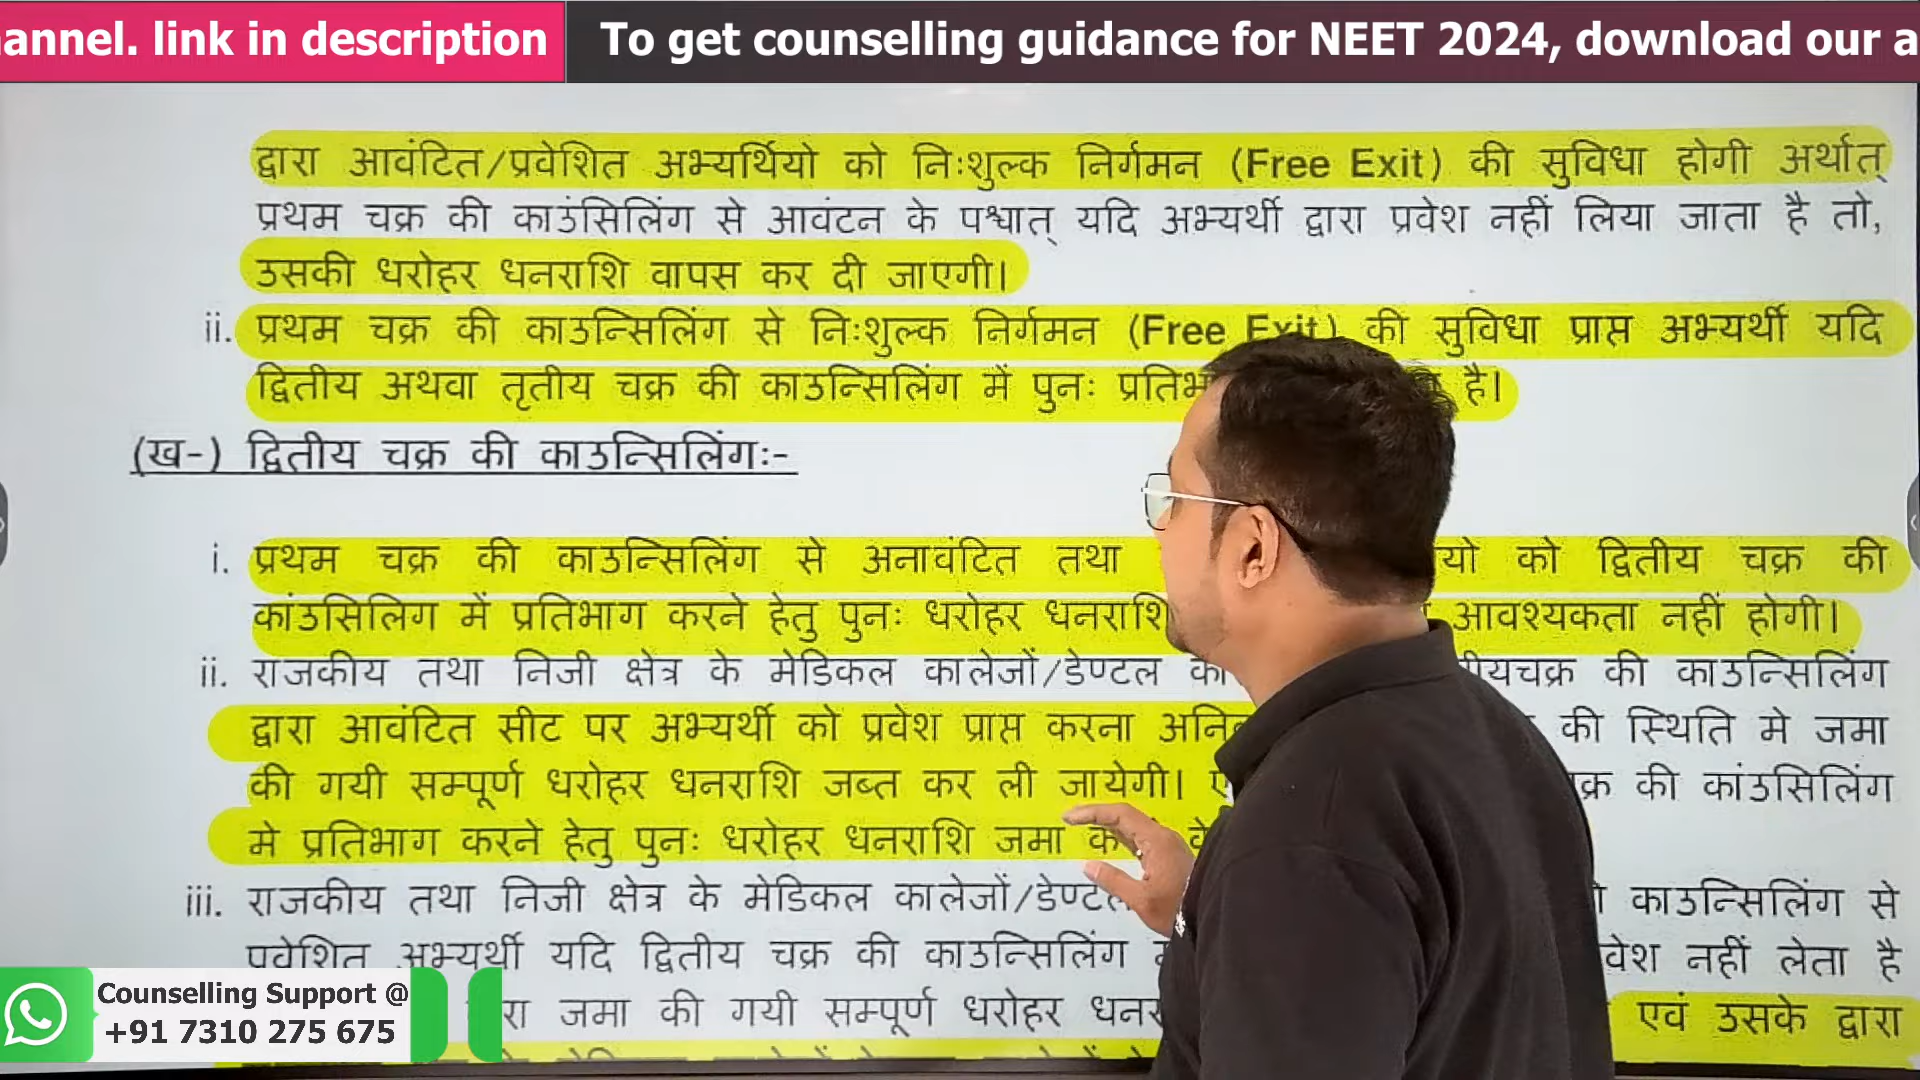 annel. link in description To get counselling guidance for NEET 2024, download our a
द्वारा आवंटित/प्रवेशित अभ्यर्थियो को निःशुल्क निर्गमन (Free Exit) की सुविधा होगी अर्थात्
प्रथम चक्र की काउंसिलिंग से आवंटन के पश्चात् यदि अभ्यर्थी द्वारा प्रवेश नहीं लिया जाता है तो,
उसकी धरोहर धनराशि वापस कर दी जाएगी।
ii. प्रथम चक्र की काउन्सिलिंग से निःशुल्क निर्गमन (Free Exit) की सुविधा प्राप्त अभ्यर्थी यदि
द्वितीय अथवा तृतीय चक्र की काउन्सिलिंग में पुनः है।
(ख-) द्वितीय चक्र की काउन्सिलिंगः-
i. प्रथम चक्र की काउन्सिलिंग से अनावंटित तथा को द्वितीय चक्र की
कांउसिलिग में प्रतिभाग करने हेतु पुनः धरोहर धनराशि आवश्यकता नहीं होगी।
ii. राजकीय तथा निजी क्षेत्र के मेडिकल कालेजों/डेण्टल की काउन्सिलिंग
द्वारा आवंटित सीट पर अभ्यर्थी को प्रवेश प्राप्त करना की स्थिति मे जमा
की गयी सम्पूर्ण धरोहर धनराशि जब्त कर ली जायेगी। की कांउसिलिंग
मे प्रतिभाग करने हेतु पुनः धरोहर धनराशि जमा
iii. राजकीय तथा निजी क्षेत्र के मेडिकल कालेजों/ काउन्सिलिंग से
प्रवेशित अभ्यर्थी यदि द्वितीय चक्र की काउन्सिलिंग नहीं लेता है
जमा की गयी सम्पूर्ण धरोहर एवं उसके द्वारा
Counselling Support @
+91 7310 275 675